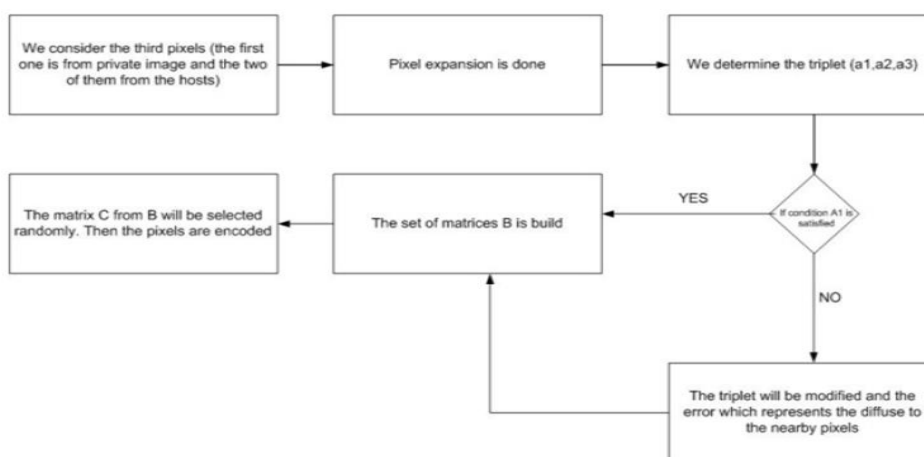 We consider the third pixels (the first
one is from private image and the two
of them from the hosts)
Pixel expansion is done
We determine the triplet (a1,a2,a3)
If condition A1 is
satisfied
YES
The set of matrices B is build
The matrix C from B will be selected
randomly. Then the pixels are encoded
NO
The triplet will be modified and the
error which represents the diffuse to
the nearby pixels